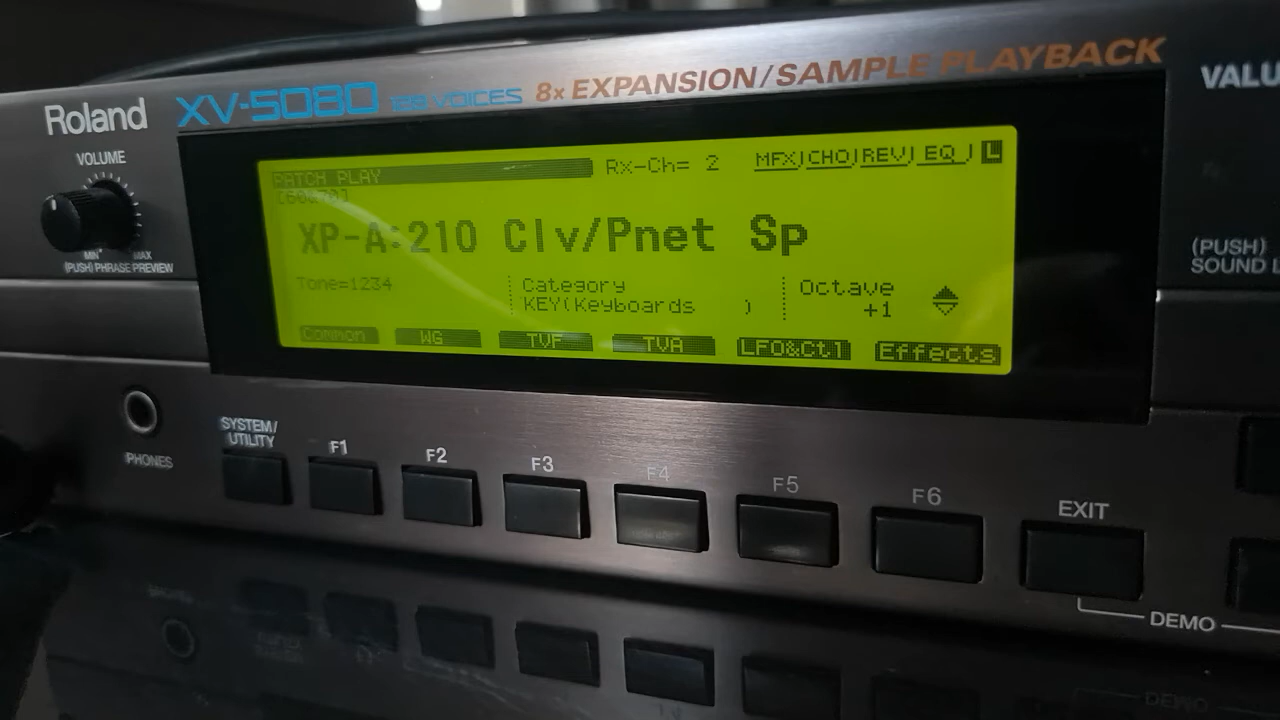 Roland XV-5080 128 VOICES 8x EXPANSION/SAMPLE PLAYBACK
VALU
VOLUME
MIN MAX
(PUSH) PHRASE PREVIEW
PATCH PLAY Rx-Ch= 2 MFX CHO REV EQ L
XP-A:210 Clv/Pnet Sp
Tone=1234 Category Octave
KEY(Keyboards ) +1
Common WG TVF TVA LFO&Ctl Effects
(PUSH)
SOUND L
PHONES
SYSTEM/
UTILITY
F1 F2 F3 F4 F5 F6 EXIT
DEMO